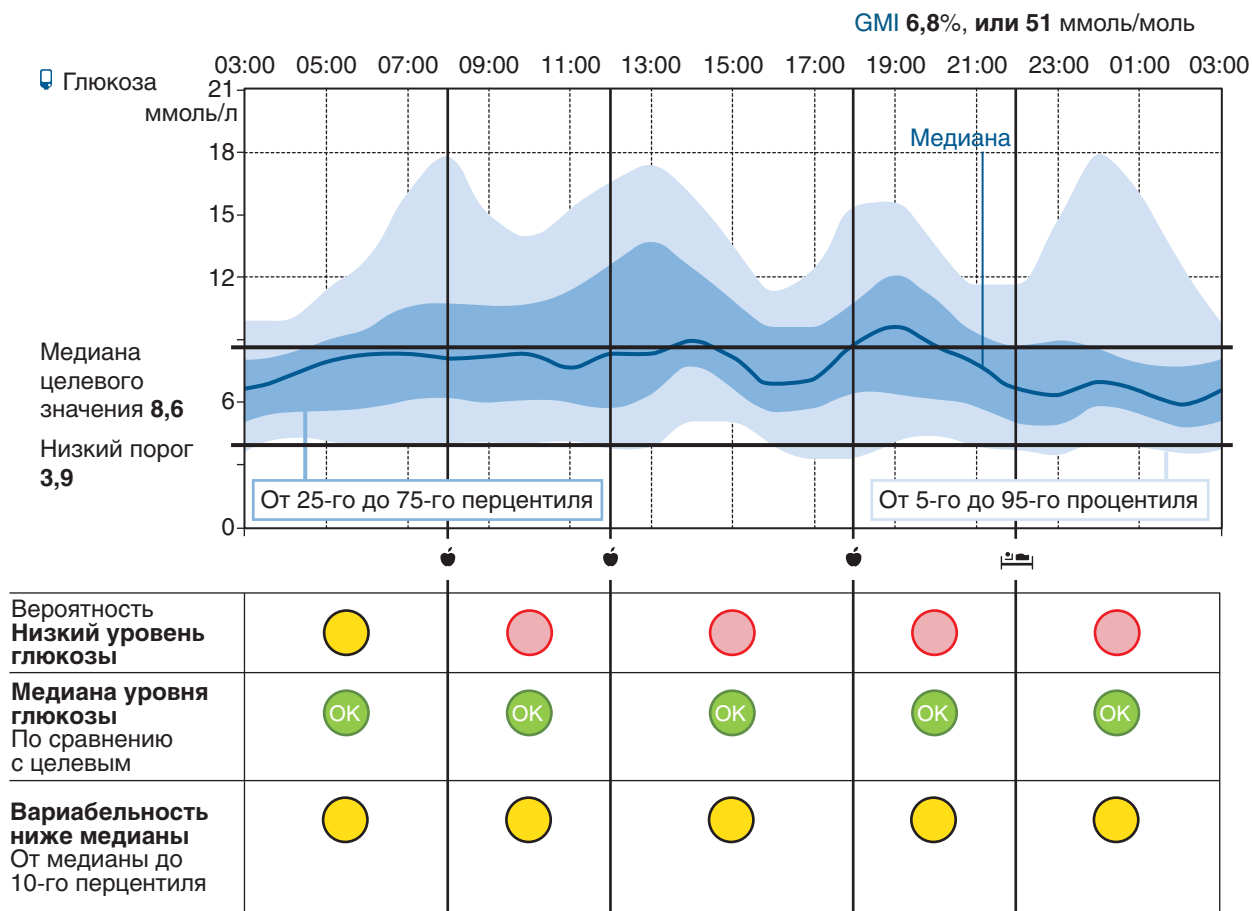 GMI 6,8%, или 51 ммоль/моль
03:00 05:00 07:00 09:00 11:00 13:00 15:00 17:00 19:00 21:00 23:00 01:00 03:00
Глюкоза
21
ммоль/л
Медиана
18
15
12
Медиана
целевого
значения 8,6
6
Низкий порог
3,9
От 25-го до 75-го перцентиля
От 5-го до 95-го процентиля
0
Вероятность
Низкий уровень
глюкозы
Медиана уровня
глюкозы
По сравнению
с целевым
OK OK OK OK OK
Вариабельность
ниже медианы
От медианы до
10-го перцентиля